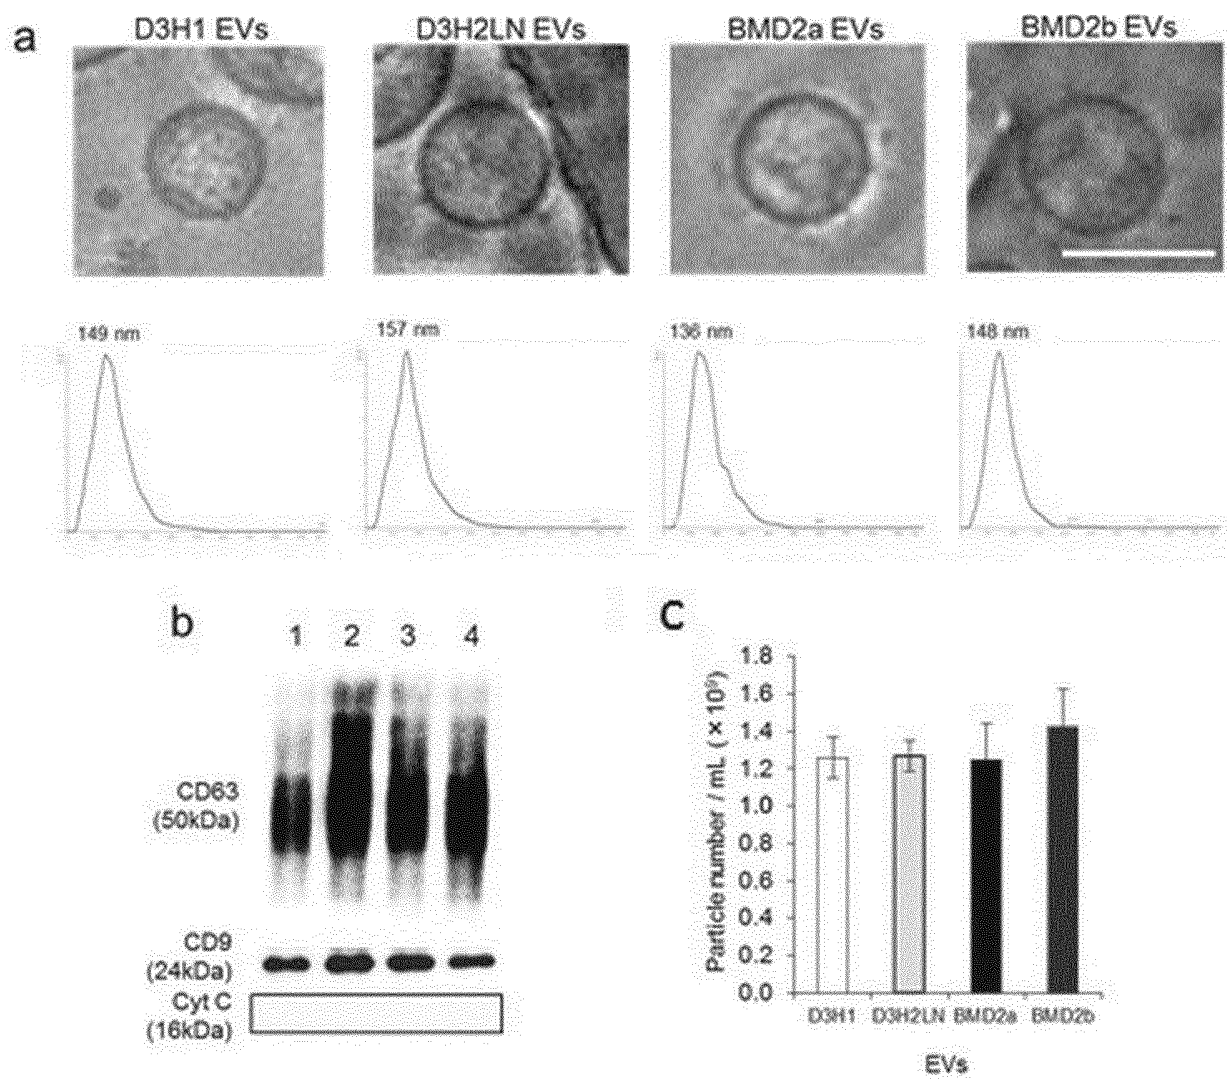 a
D3H1 EVs
D3H2LN EVs
BMD2a EVs
BMD2b EVs
149 nm
157 nm
136 nm
148 nm
b
1 2 3 4
CD63
(50kDa)
CD9
(24kDa)
Cyt C
(16kDa)
c
Particle number / mL (×10⁹)
1.8
1.6
1.4
1.2
1.0
0.8
0.6
0.4
0.2
0.0
D3H1 D3H2LN BMD2a BMD2b
EVs